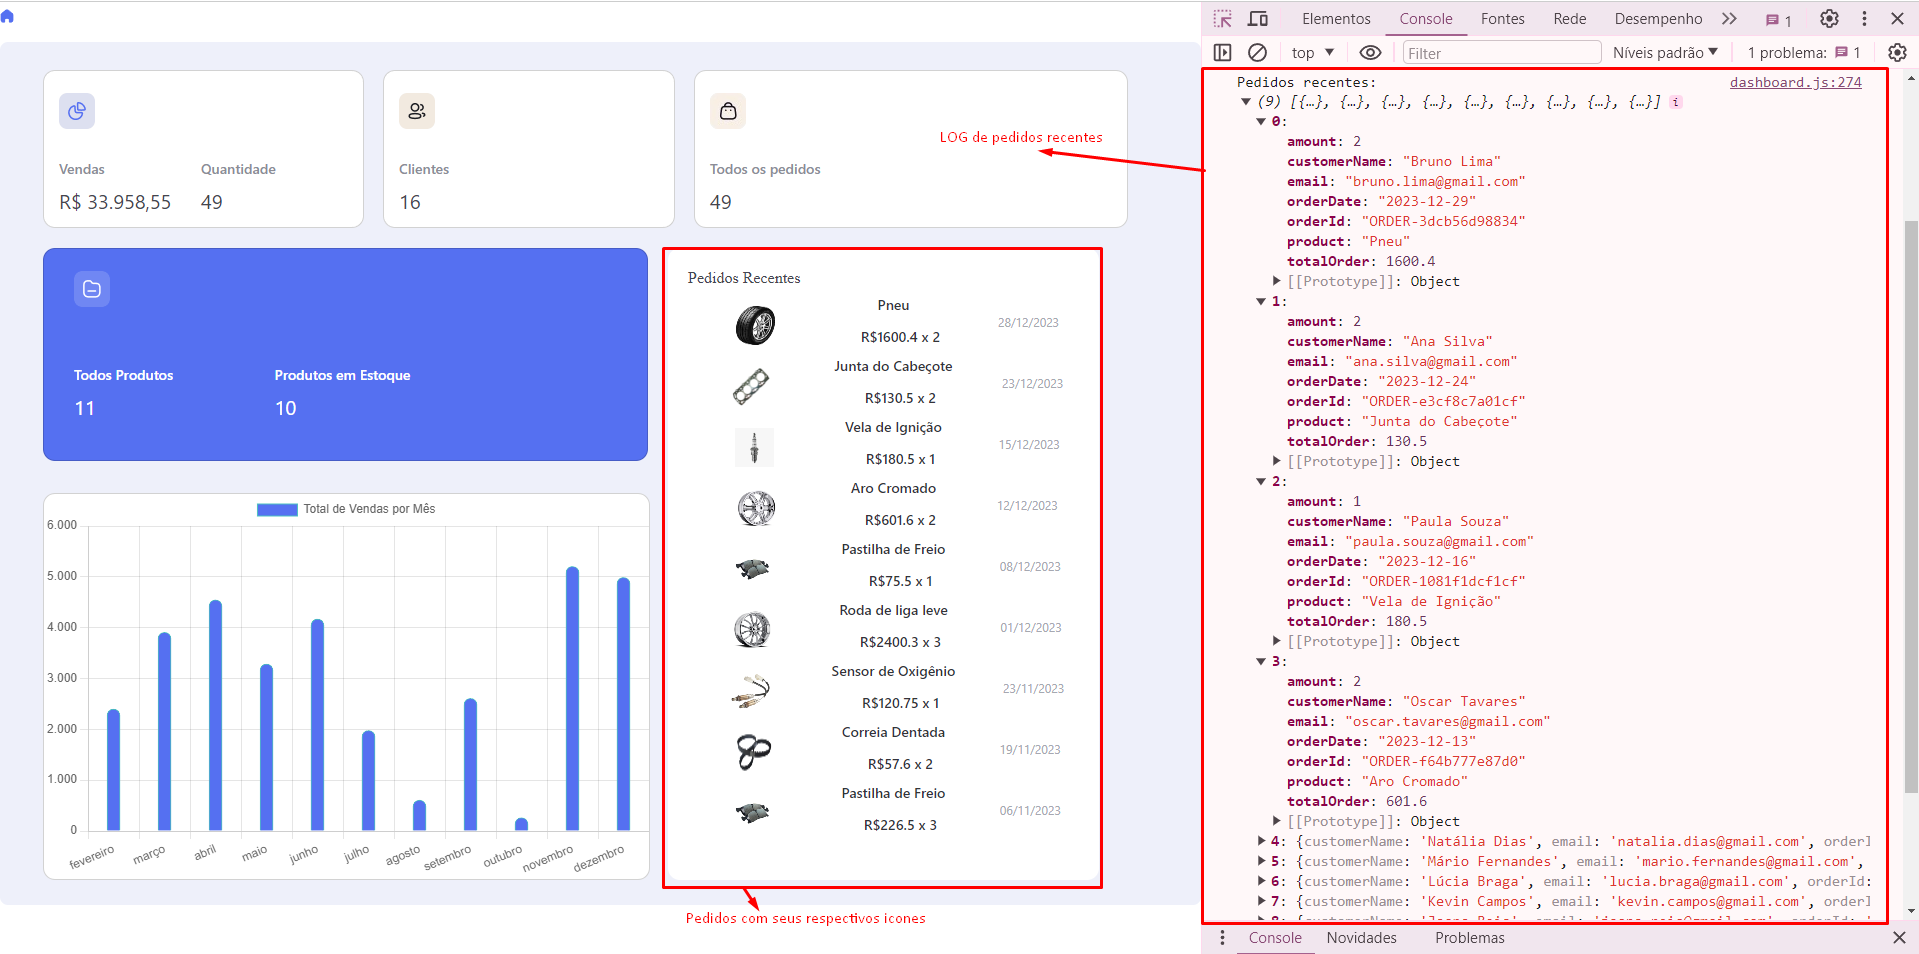 Vendas
Quantidade
R$ 33.958,55
49
Clientes
16
Todos os pedidos
49
LOG de pedidos recentes
Todos Produtos
Produtos em Estoque
11
10
Total de Vendas por Mês
6.000
5.000
4.000
3.000
2.000
1.000
0
fevereiro
março
abril
maio
junho
julho
agosto
setembro
outubro
novembro
dezembro
Pedidos Recentes
Pneu
R$1600.4 x 2
28/12/2023
Junta do Cabeçote
R$130.5 x 2
23/12/2023
Vela de Ignição
R$180.5 x 1
15/12/2023
Aro Cromado
R$601.6 x 2
12/12/2023
Pastilha de Freio
R$75.5 x 1
08/12/2023
Roda de liga leve
R$2400.3 x 3
01/12/2023
Sensor de Oxigênio
R$120.75 x 1
23/11/2023
Correia Dentada
R$57.6 x 2
19/11/2023
Pastilha de Freio
R$226.5 x 3
06/11/2023
Pedidos com seus respectivos icones
Elementos Console Fontes Rede Desempenho 1
top Filter Níveis padrão 1 problema: 1
Pedidos recentes: dashboard.js:274
(9) [{…}, {…}, {…}, {…}, {…}, {…}, {…}, {…}, {…}] i
0:
amount: 2
customerName: "Bruno Lima"
email: "bruno.lima@gmail.com"
orderDate: "2023-12-29"
orderId: "ORDER-3dcb56d98834"
product: "Pneu"
totalOrder: 1600.4
[[Prototype]]: Object
1:
amount: 2
customerName: "Ana Silva"
email: "ana.silva@gmail.com"
orderDate: "2023-12-24"
orderId: "ORDER-e3cf8c7a01cf"
product: "Junta do Cabeçote"
totalOrder: 130.5
[[Prototype]]: Object
2:
amount: 1
customerName: "Paula Souza"
email: "paula.souza@gmail.com"
orderDate: "2023-12-16"
orderId: "ORDER-1081f1dcf1cf"
product: "Vela de Ignição"
totalOrder: 180.5
[[Prototype]]: Object
3:
amount: 2
customerName: "Oscar Tavares"
email: "oscar.tavares@gmail.com"
orderDate: "2023-12-13"
orderId: "ORDER-f64b777e87d0"
product: "Aro Cromado"
totalOrder: 601.6
[[Prototype]]: Object
4: {customerName: 'Natália Dias', email: 'natalia.dias@gmail.com', orderI
5: {customerName: 'Mário Fernandes', email: 'mario.fernandes@gmail.com',
6: {customerName: 'Lúcia Braga', email: 'lucia.braga@gmail.com', orderId:
7: {customerName: 'Kevin Campos', email: 'kevin.campos@gmail.com', orderI
Console Novidades Problemas